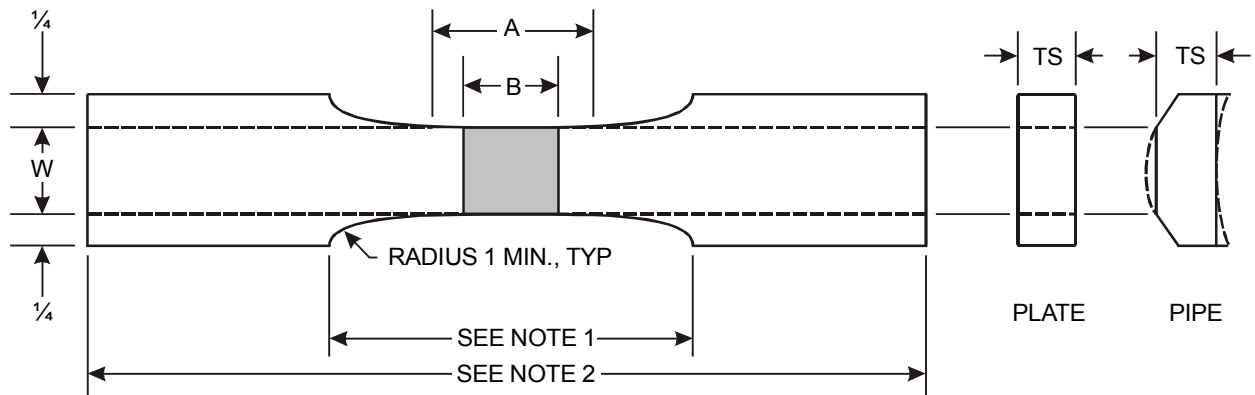 ¼
A
TS
TS
B
W
RADIUS 1 MIN., TYP
¼
PLATE
PIPE
SEE NOTE 1
SEE NOTE 2